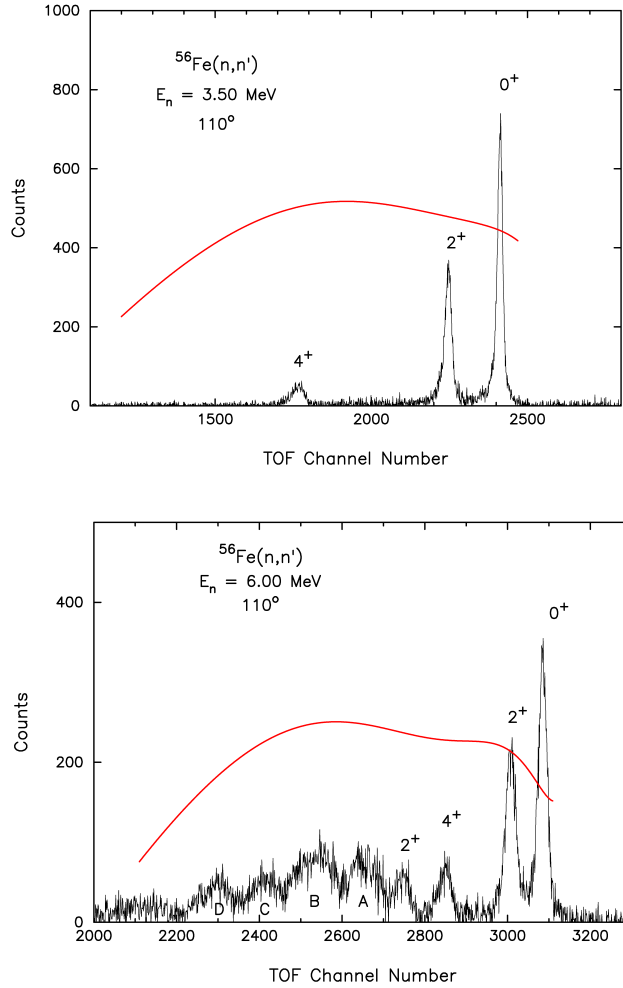 1000
800
600
400
200
0
Counts
⁵⁶Fe(n,n')
Eₙ = 3.50 MeV
110°
0⁺
2⁺
4⁺
1500 2000 2500
TOF Channel Number
400
200
0
Counts
⁵⁶Fe(n,n')
Eₙ = 6.00 MeV
110°
0⁺
2⁺
4⁺
2⁺
D C B A
2000 2200 2400 2600 2800 3000 3200
TOF Channel Number